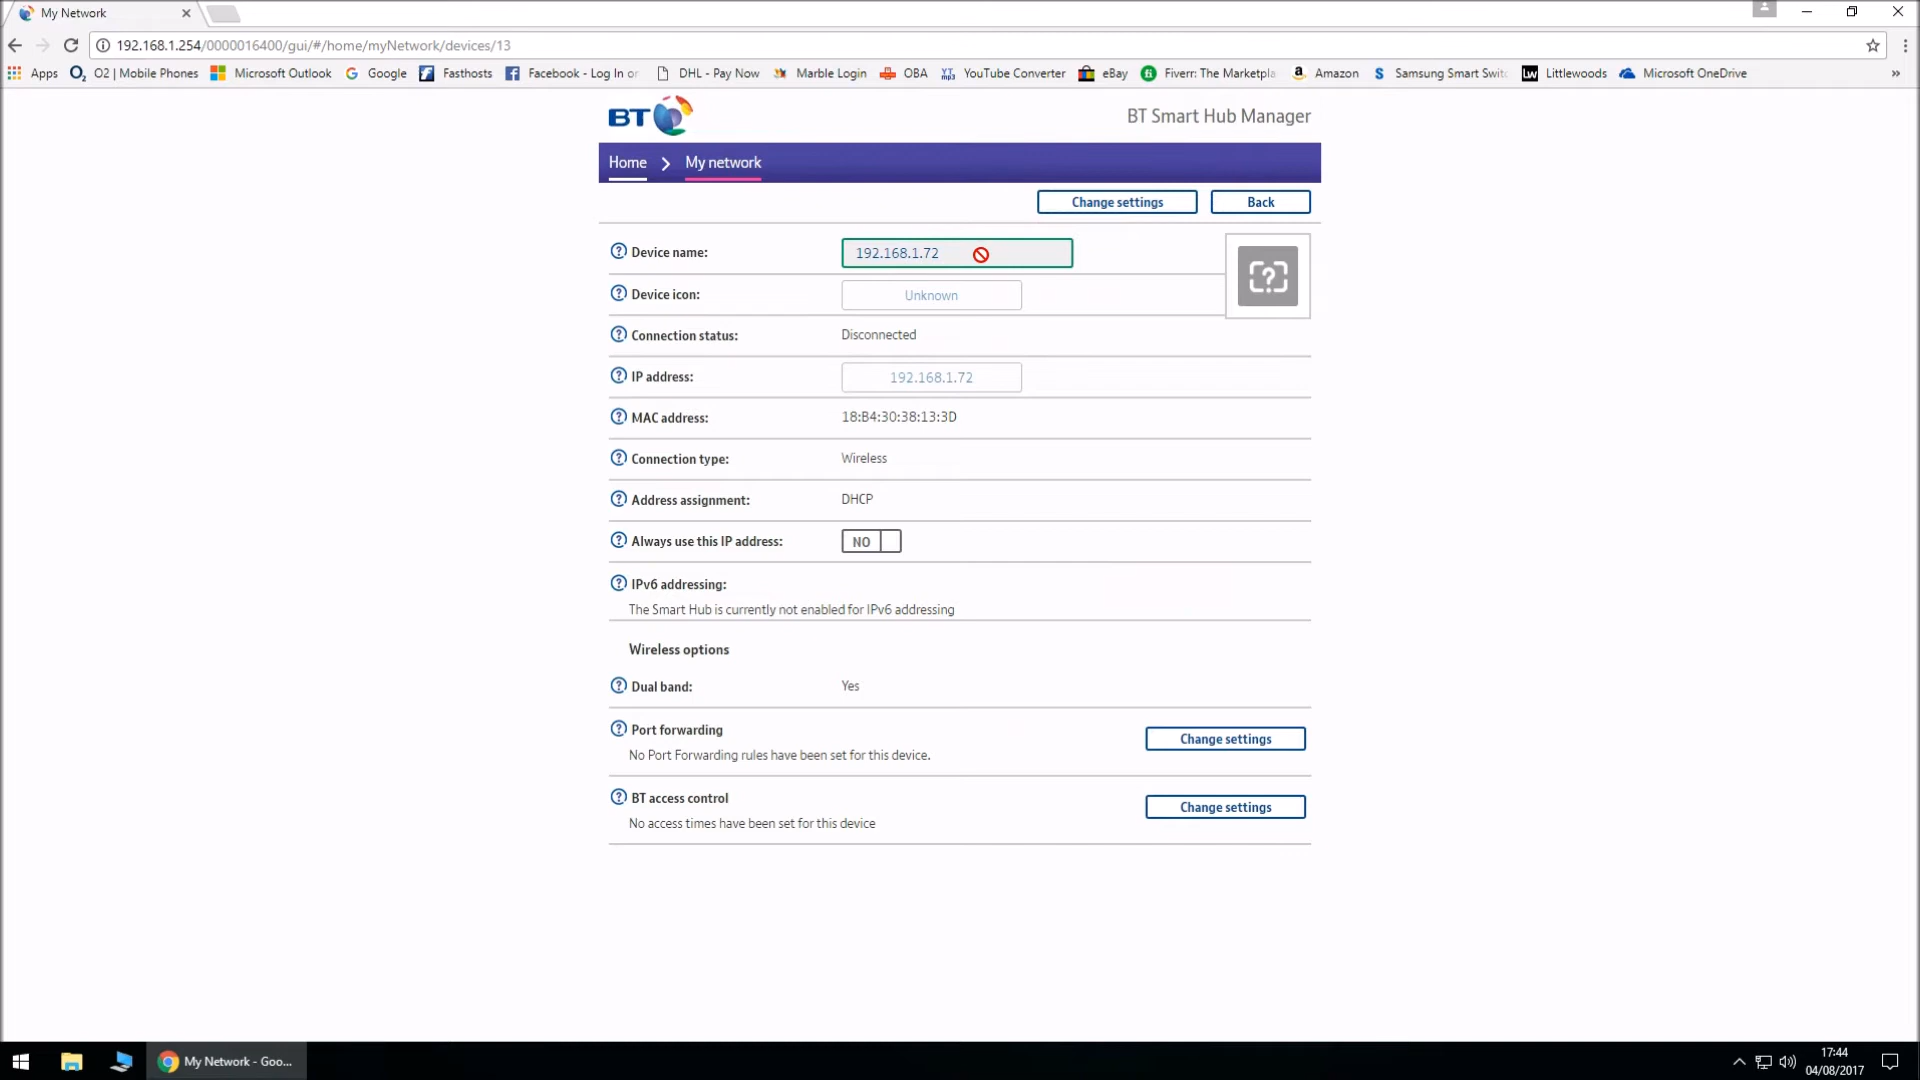 My Network
192.168.1.254/0000016400/gui/#/home/myNetwork/devices/13
Apps O2 | Mobile Phones Microsoft Outlook Google Fasthosts Facebook - Log In or DHL - Pay Now Marble Login OBA YouTube Converter eBay Fiverr: The Marketpla Amazon Samsung Smart Switc Littlewoods Microsoft OneDrive »
BT BT Smart Hub Manager
Home > My network
Change settings Back
Device name: 192.168.1.72
Device icon: Unknown
Connection status: Disconnected
IP address: 192.168.1.72
MAC address: 18:B4:30:38:13:3D
Connection type: Wireless
Address assignment: DHCP
Always use this IP address: NO
IPv6 addressing:
The Smart Hub is currently not enabled for IPv6 addressing
Wireless options
Dual band: Yes
Port forwarding Change settings
No Port Forwarding rules have been set for this device.
BT access control Change settings
No access times have been set for this device
My Network - Goo...
17:44
04/08/2017